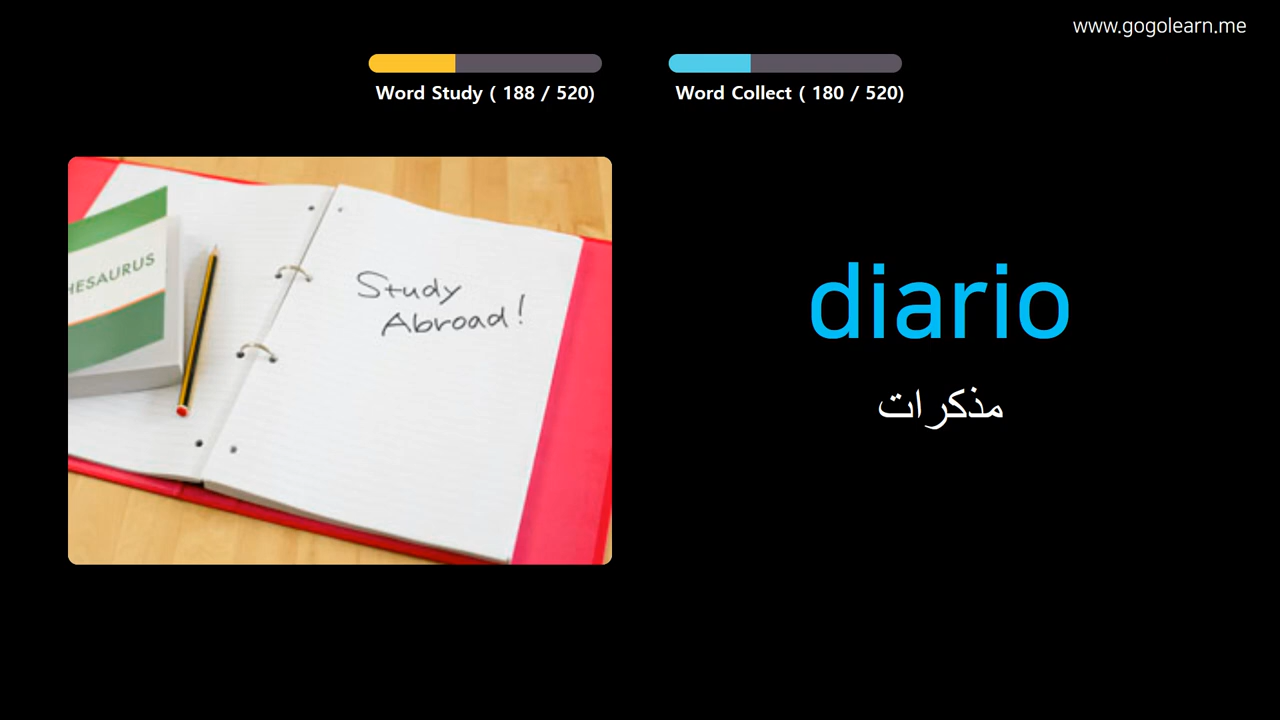 www.gogolearn.me
Word Study ( 188 / 520)
Word Collect ( 180 / 520)
HESAURUS
Study
Abroad!
diario
مذكرات